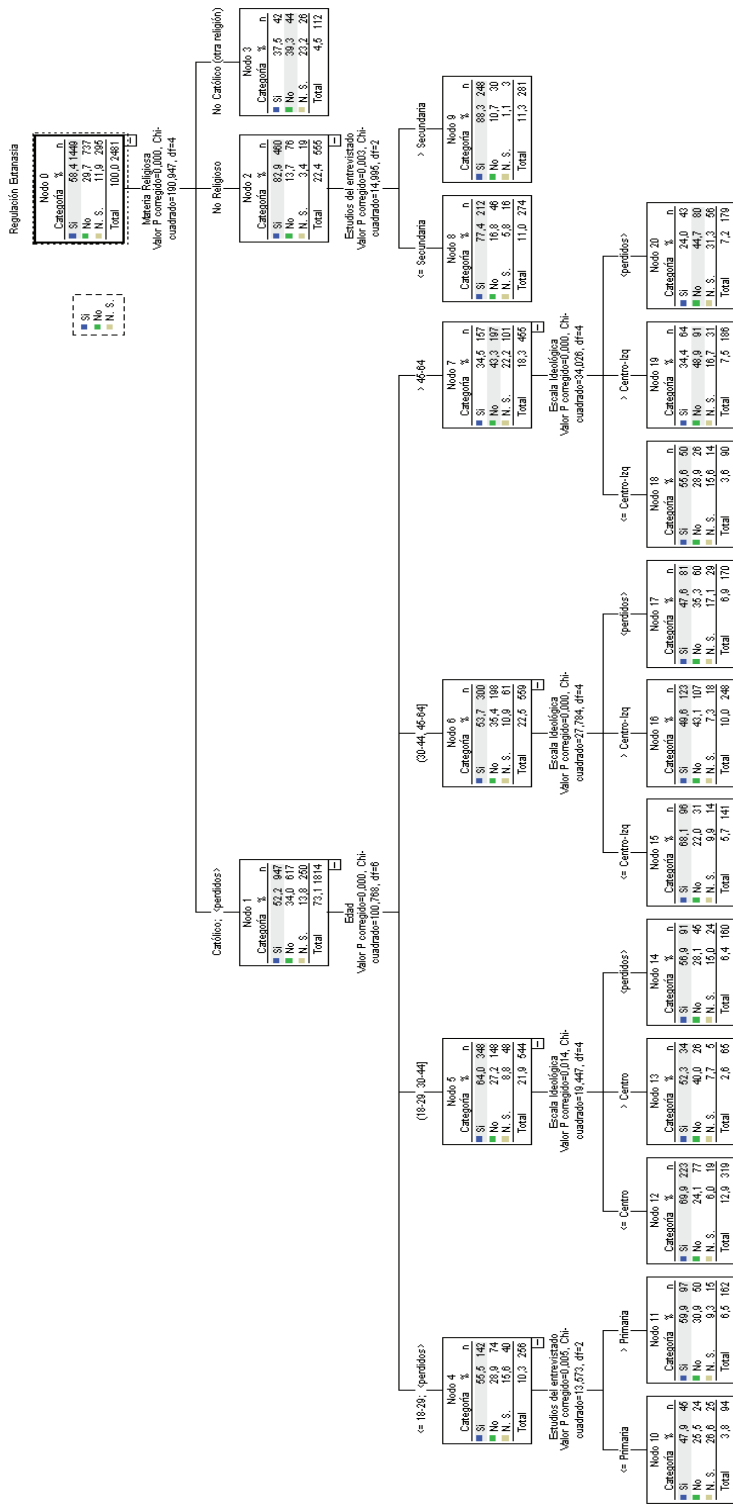 Regulación Eutanasia
Si
No
N. S.
Nodo 0
Categoría % n
Si 58,4 1449
No 29,7 737
N. S. 11,9 295
Total 100,0 2481
Materia Religiosa
Valor P corregido=0,000, Chi-
cuadrado=190,947, df=4
Católico; <perdidos>
Nodo 1
Categoría % n
Si 52,2 947
No 34,0 617
N. S. 13,8 250
Total 73,1 1814
Edad
Valor P corregido=0,000, Chi-
cuadrado=100,768, df=6
No Religioso
Nodo 2
Categoría % n
Si 82,9 460
No 13,7 76
N. S. 3,4 19
Total 22,4 555
Estudios del entrevistado
Valor P corregido=0,003, Chi-
cuadrado=14,995, df=2
No Católico (otra religión)
Nodo 3
Categoría % n
Si 37,5 42
No 39,3 44
N. S. 23,2 26
Total 4,5 112
<= 18-29; <perdidos>
Nodo 4
Categoría % n
Si 55,5 142
No 28,9 74
N. S. 15,6 40
Total 10,3 256
Estudios del entrevistado
Valor P corregido=0,005, Chi-
cuadrado=13,573, df=2
(18-29, 30-44]
Nodo 5
Categoría % n
Si 64,0 348
No 27,2 148
N. S. 8,8 48
Total 21,9 544
Escala Ideológica
Valor P corregido=0,014, Chi-
cuadrado=19,447, df=4
(30-44, 45-64]
Nodo 6
Categoría % n
Si 53,7 300
No 35,4 198
N. S. 10,9 61
Total 22,5 559
Escala Ideológica
Valor P corregido=0,000, Chi-
cuadrado=27,784, df=4
> 45-64
Nodo 7
Categoría % n
Si 34,5 157
No 43,3 197
N. S. 22,2 101
Total 18,3 455
Escala Ideológica
Valor P corregido=0,000, Chi-
cuadrado=34,026, df=4
<= Secundaria
Nodo 8
Categoría % n
Si 77,4 212
No 16,8 46
N. S. 5,8 16
Total 11,0 274
> Secundaria
Nodo 9
Categoría % n
Si 88,3 248
No 10,7 30
N. S. 1,1 3
Total 11,3 281
<= Primaria
Nodo 10
Categoría % n
Si 47,9 45
No 25,5 24
N. S. 26,6 25
Total 3,8 94
> Primaria
Nodo 11
Categoría % n
Si 59,9 97
No 30,9 50
N. S. 9,3 15
Total 6,5 162
<= Centro
Nodo 12
Categoría % n
Si 69,9 223
No 24,1 77
N. S. 6,0 19
Total 12,9 319
> Centro
Nodo 13
Categoría % n
Si 52,3 34
No 40,0 26
N. S. 7,7 5
Total 2,6 65
<perdidos>
Nodo 14
Categoría % n
Si 56,9 91
No 28,1 45
N. S. 15,0 24
Total 6,4 160
<= Centro-Izq
Nodo 15
Categoría % n
Si 68,1 96
No 22,0 31
N. S. 9,9 14
Total 5,7 141
> Centro-Izq
Nodo 16
Categoría % n
Si 49,6 123
No 43,1 107
N. S. 7,3 18
Total 10,0 248
<perdidos>
Nodo 17
Categoría % n
Si 47,6 81
No 35,3 60
N. S. 17,1 29
Total 6,9 170
<= Centro-Izq
Nodo 18
Categoría % n
Si 55,6 50
No 28,9 26
N. S. 15,6 14
Total 3,6 90
> Centro-Izq
Nodo 19
Categoría % n
Si 34,4 64
No 48,9 91
N. S. 16,7 31
Total 7,5 186
<perdidos>
Nodo 20
Categoría % n
Si 24,0 43
No 44,7 80
N. S. 31,3 56
Total 7,2 179